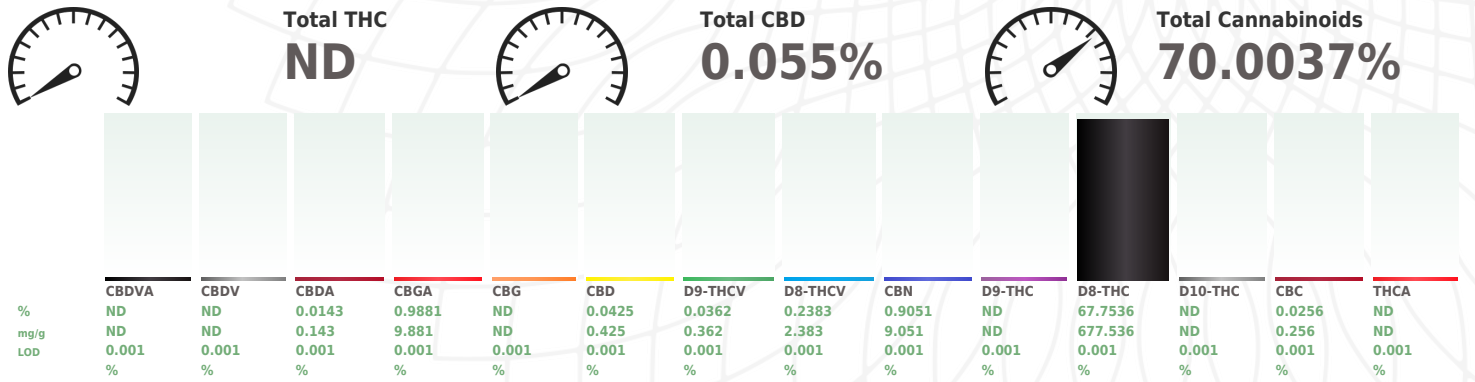 Total THC
ND
Total CBD
0.055%
Total Cannabinoids
70.0037%
CBDVA CBDV CBDA CBGA CBG CBD D9-THCV D8-THCV CBN D9-THC D8-THC D10-THC CBC THCA
% ND ND 0.0143 0.9881 ND 0.0425 0.0362 0.2383 0.9051 ND 67.7536 ND 0.0256 ND
mg/g ND ND 0.143 9.881 ND 0.425 0.362 2.383 9.051 ND 677.536 ND 0.256 ND
LOD 0.001 0.001 0.001 0.001 0.001 0.001 0.001 0.001 0.001 0.001 0.001 0.001 0.001 0.001
% % % % % % % % % % % % % %